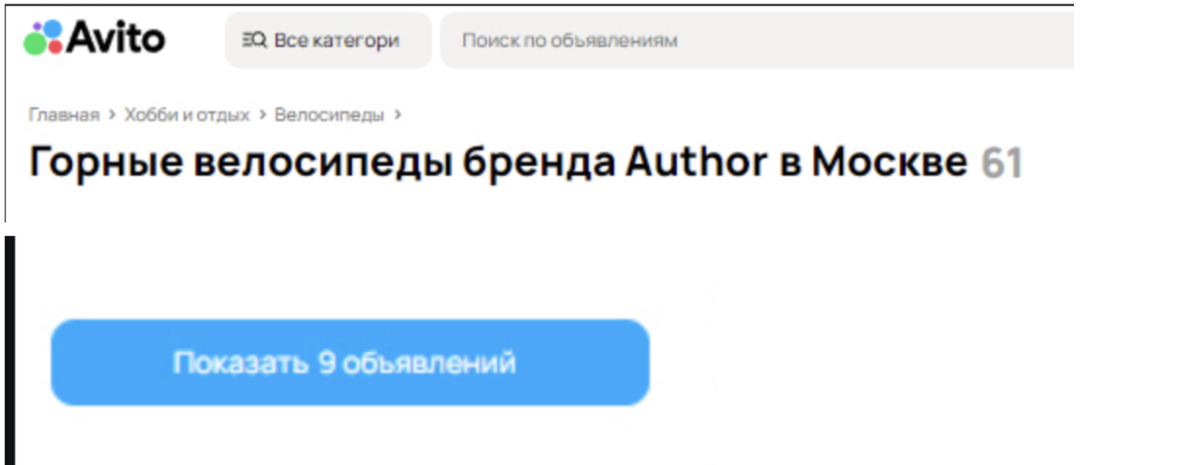 Avito
Все категори
Поиск по объявлениям
Главная > Хобби и отдых > Велосипеды >
Горные велосипеды бренда Author в Москве 61
Показать 9 объявлений